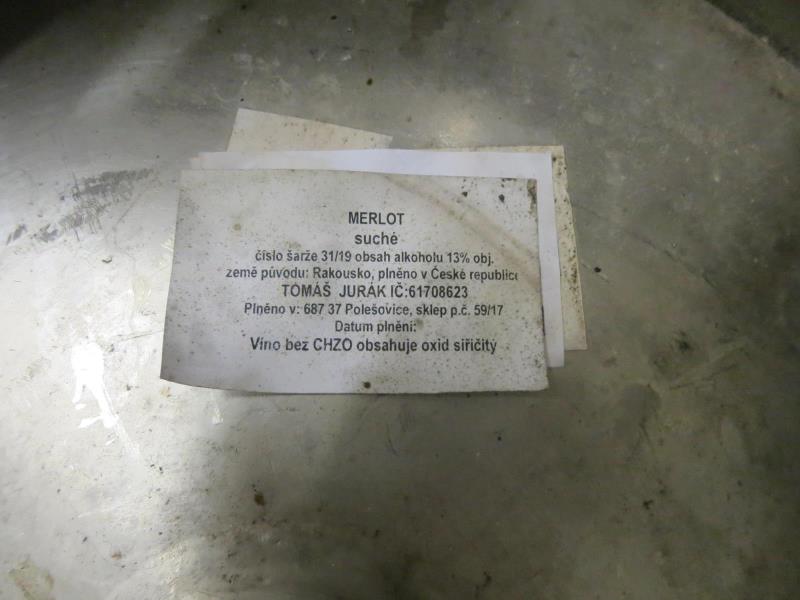 MERLOT
suché
číslo šarže 31/19 obsah alkoholu 13% obj.
země původu: Rakousko, plněno v České republice
TOMÁŠ JURÁK IČ:61708623
Plněno v: 687 37 Polešovice, sklep p.č. 59/17
Datum plnění:
Víno bez CHZO obsahuje oxid siřičitý